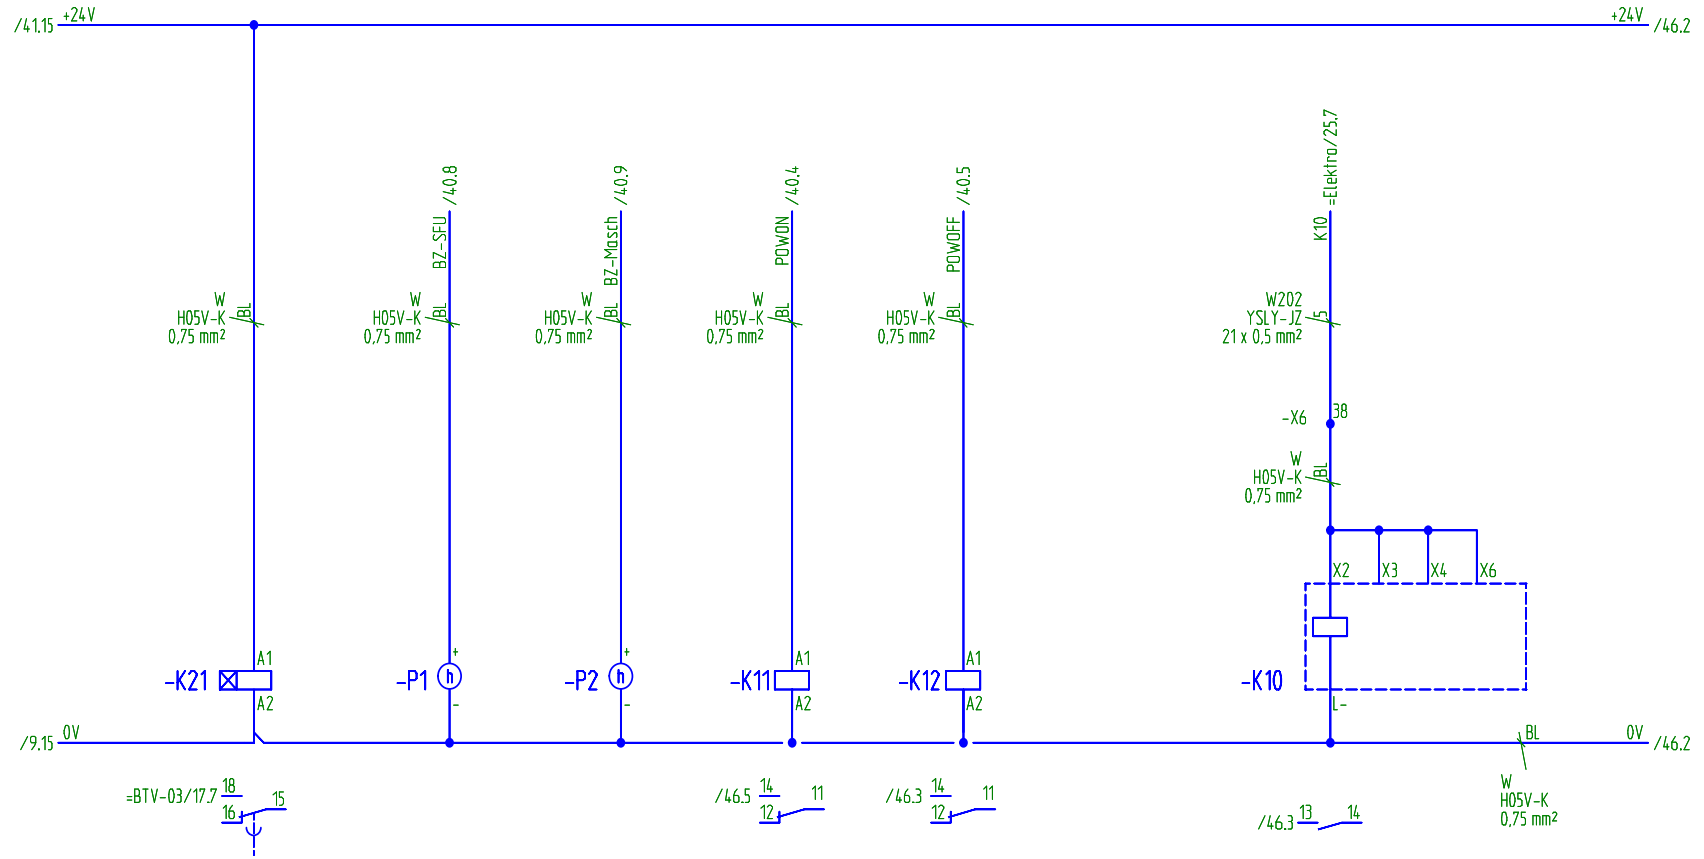 +24V
/41.15
+24V
/46.2
=Elektro/25.7
K10
/40.8
BZ-SFU
/40.9
BZ-Masch
/40.4
POWON
/40.5
POWOFF
W
H05V-K
0,75 mm²
BL
W
H05V-K
0,75 mm²
BL
W
H05V-K
0,75 mm²
BL
W
H05V-K
0,75 mm²
BL
W
H05V-K
0,75 mm²
BL
W202
YSLY-JZ
21 x 0,5 mm²
5
-X6
38
W
H05V-K
0,75 mm²
BL
X2
X3
X4
X6
-K21
A1
A2
-P1
+
-
-P2
+
-
-K11
A1
A2
-K12
A1
A2
-K10
L-
0V
/9.15
BL
0V
/46.2
W
H05V-K
0,75 mm²
=BTV-03/17.7
18
16
15
/46.5
14
12
11
/46.3
14
12
11
/46.3
13
14
h
h